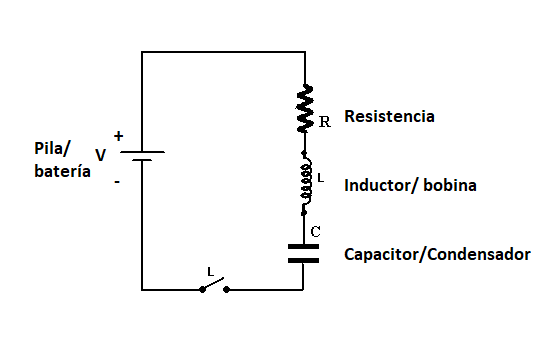 R
Resistencia
+
Pila/
batería
V
-
L
Inductor/ bobina
C
Capacitor/Condensador
L